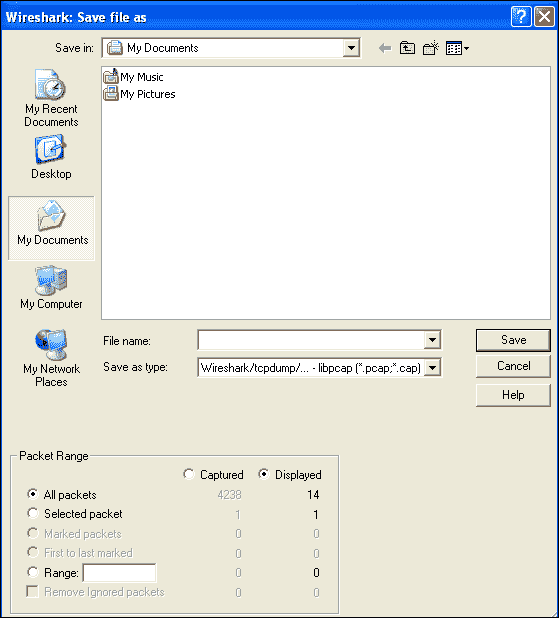 Wireshark: Save file as
Save in: My Documents
My Recent
Documents
Desktop
My Documents
My Computer
My Network
Places
My Music
My Pictures
File name: Save
Save as type: Wireshark/tcpdump/... - libpcap (*.pcap;*.cap) Cancel
Help
Packet Range
Captured Displayed
All packets 4238 14
Selected packet 1 1
Marked packets 0 0
First to last marked 0 0
Range: 0 0
Remove Ignored packets 0 0